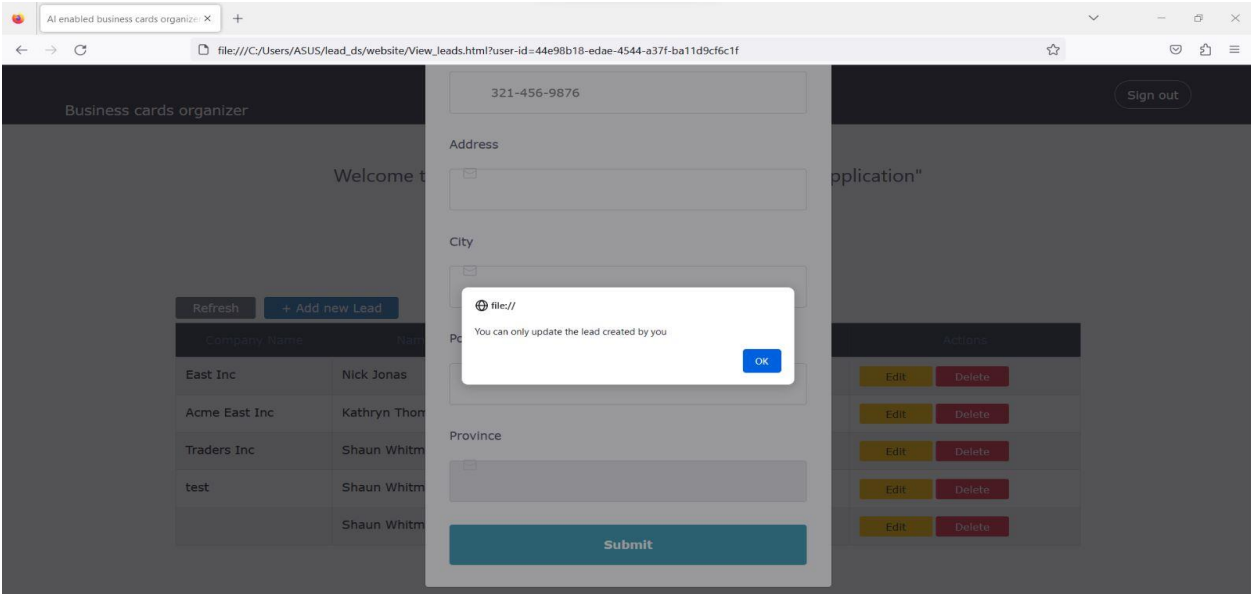 AI enabled business cards organize
file:///C:/Users/ASUS/lead_ds/website/View_leads.html?user-id=44e98b18-edae-4544-a37f-ba11d9cf6c1f
Business cards organizer
Sign out
321-456-9876
Address
Welcome t
pplication"
City
file://
You can only update the lead created by you
OK
Refresh
+ Add new Lead
Company Name Nam Po Actions
East Inc Nick Jonas Edit Delete
Acme East Inc Kathryn Thom Edit Delete
Province
Traders Inc Shaun Whitm Edit Delete
test Shaun Whitm Edit Delete
Shaun Whitm Edit Delete
Submit